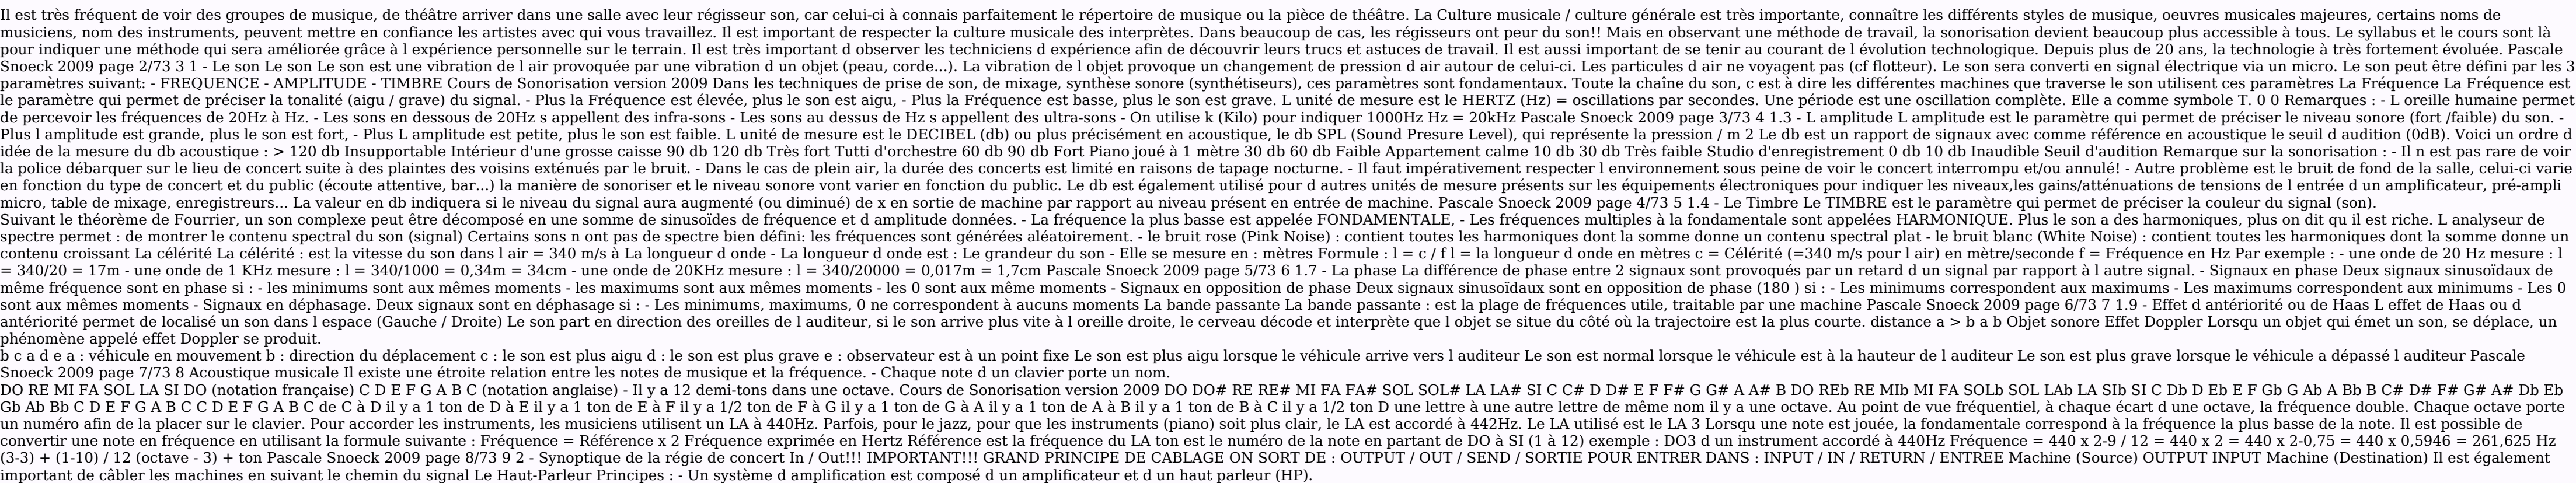 Il est très fréquent de voir des groupes de musique, de théâtre arriver dans une salle avec leur régisseur son, car celui-ci à connais parfaitement le répertoire de musique ou la pièce de théâtre. La Culture musicale / culture générale est très importante, connaître les différents styles de musique, oeuvres musicales majeures, certains noms de
musiciens, nom des instruments, peuvent mettre en confiance les artistes avec qui vous travaillez. Il est important de respecter la culture musicale des interprètes. Dans beaucoup de cas, les régisseurs ont peur du son!! Mais en observant une méthode de travail, la sonorisation devient beaucoup plus accessible à tous. Le syllabus et le cours sont là
pour indiquer une méthode qui sera améliorée grâce à l expérience personnelle sur le terrain. Il est très important d observer les techniciens d expérience afin de découvrir leurs trucs et astuces de travail. Il est aussi important de se tenir au courant de l évolution technologique. Depuis plus de 20 ans, la technologie à très fortement évoluée. Pascale
Snoeck 2009 page 2/73 3 1 - Le son Le son Le son est une vibration de l air provoquée par une vibration d un objet (peau, corde...). La vibration de l objet provoque un changement de pression d air autour de celui-ci. Les particules d air ne voyagent pas (cf flotteur). Le son sera converti en signal électrique via un micro. Le son peut être défini par les 3
paramètres suivant: - FREQUENCE - AMPLITUDE - TIMBRE Cours de Sonorisation version 2009 Dans les techniques de prise de son, de mixage, synthèse sonore (synthétiseurs), ces paramètres sont fondamentaux. Toute la chaîne du son, c est à dire les différentes machines que traverse le son utilisent ces paramètres La Fréquence La Fréquence est
le paramètre qui permet de préciser la tonalité (aigu / grave) du signal. - Plus la Fréquence est élevée, plus le son est aigu, - Plus la Fréquence est basse, plus le son est grave. L unité de mesure est le HERTZ (Hz) = oscillations par secondes. Une période est une oscillation complète. Elle a comme symbole T. 0 0 Remarques : - L oreille humaine permet
de percevoir les fréquences de 20Hz à Hz. - Les sons en dessous de 20Hz s appellent des infra-sons - Les sons au dessus de Hz s appellent des ultra-sons - On utilise k (Kilo) pour indiquer 1000Hz Hz = 20kHz Pascale Snoeck 2009 page 3/73 4 1.3 - L amplitude L amplitude est le paramètre qui permet de préciser le niveau sonore (fort /faible) du son. -
Plus l amplitude est grande, plus le son est fort, - Plus L amplitude est petite, plus le son est faible. L unité de mesure est le DECIBEL (db) ou plus précisément en acoustique, le db SPL (Sound Presure Level), qui représente la pression / m 2 Le db est un rapport de signaux avec comme référence en acoustique le seuil d audition (0dB). Voici un ordre d
idée de la mesure du db acoustique : > 120 db Insupportable Intérieur d'une grosse caisse 90 db 120 db Très fort Tutti d'orchestre 60 db 90 db Fort Piano joué à 1 mètre 30 db 60 db Faible Appartement calme 10 db 30 db Très faible Studio d'enregistrement 0 db 10 db Inaudible Seuil d'audition Remarque sur la sonorisation : - Il n est pas rare de voir
la police débarquer sur le lieu de concert suite à des plaintes des voisins exténués par le bruit. - Dans le cas de plein air, la durée des concerts est limité en raisons de tapage nocturne. - Il faut impérativement respecter l environnement sous peine de voir le concert interrompu et/ou annulé! - Autre problème est le bruit de fond de la salle, celui-ci varie
en fonction du type de concert et du public (écoute attentive, bar...) la manière de sonoriser et le niveau sonore vont varier en fonction du public. Le db est également utilisé pour d autres unités de mesure présents sur les équipements électroniques pour indiquer les niveaux,les gains/atténuations de tensions de l entrée d un amplificateur, pré-ampli
micro, table de mixage, enregistreurs... La valeur en db indiquera si le niveau du signal aura augmenté (ou diminué) de x en sortie de machine par rapport au niveau présent en entrée de machine. Pascale Snoeck 2009 page 4/73 5 1.4 - Le Timbre Le TIMBRE est le paramètre qui permet de préciser la couleur du signal (son).
Suivant le théorème de Fourrier, un son complexe peut être décomposé en une somme de sinusoïdes de fréquence et d amplitude données. - La fréquence la plus basse est appelée FONDAMENTALE, - Les fréquences multiples à la fondamentale sont appelées HARMONIQUE. Plus le son a des harmoniques, plus on dit qu il est riche. L analyseur de
spectre permet : de montrer le contenu spectral du son (signal) Certains sons n ont pas de spectre bien défini: les fréquences sont générées aléatoirement. - le bruit rose (Pink Noise) : contient toutes les harmoniques dont la somme donne un contenu spectral plat - le bruit blanc (White Noise) : contient toutes les harmoniques dont la somme donne un
contenu croissant La célérité La célérité : est la vitesse du son dans l air = 340 m/s à La longueur d onde - La longueur d onde est : Le grandeur du son - Elle se mesure en : mètres Formule : l = c / f l = la longueur d onde en mètres c = Célérité (=340 m/s pour l air) en mètre/seconde f = Fréquence en Hz Par exemple : - une onde de 20 Hz mesure : l
= 340/20 = 17m - une onde de 1 KHz mesure : l = 340/1000 = 0,34m = 34cm - une onde de 20KHz mesure : l = 340/20000 = 0,017m = 1,7cm Pascale Snoeck 2009 page 5/73 6 1.7 - La phase La différence de phase entre 2 signaux sont provoqués par un retard d un signal par rapport à l autre signal. - Signaux en phase Deux signaux sinusoïdaux de
même fréquence sont en phase si : - les minimums sont aux mêmes moments - les maximums sont aux mêmes moments - les 0 sont aux même moments - Signaux en opposition de phase Deux signaux sinusoïdaux sont en opposition de phase (180 ) si : - Les minimums correspondent aux maximums - Les maximums correspondent aux minimums - Les 0
sont aux mêmes moments - Signaux en déphasage. Deux signaux sont en déphasage si : - Les minimums, maximums, 0 ne correspondent à aucuns moments La bande passante La bande passante : est la plage de fréquences utile, traitable par une machine Pascale Snoeck 2009 page 6/73 7 1.9 - Effet d antériorité ou de Haas L effet de Haas ou d
antériorité permet de localisé un son dans l espace (Gauche / Droite) Le son part en direction des oreilles de l auditeur, si le son arrive plus vite à l oreille droite, le cerveau décode et interprète que l objet se situe du côté où la trajectoire est la plus courte. distance a > b a b Objet sonore Effet Doppler Lorsqu un objet qui émet un son, se déplace, un
phénomène appelé effet Doppler se produit.
b c a d e a : véhicule en mouvement b : direction du déplacement c : le son est plus aigu d : le son est plus grave e : observateur est à un point fixe Le son est plus aigu lorsque le véhicule arrive vers l auditeur Le son est normal lorsque le véhicule est à la hauteur de l auditeur Le son est plus grave lorsque le véhicule a dépassé l auditeur Pascale
Snoeck 2009 page 7/73 8 Acoustique musicale Il existe une étroite relation entre les notes de musique et la fréquence. - Chaque note d un clavier porte un nom.
DO RE MI FA SOL LA SI DO (notation française) C D E F G A B C (notation anglaise) - Il y a 12 demi-tons dans une octave. Cours de Sonorisation version 2009 DO DO# RE RE# MI FA FA# SOL SOL# LA LA# SI C C# D D# E F F# G G# A A# B DO REb RE MIb MI FA SOLb SOL LAb LA SIb SI C Db D Eb E F Gb G Ab A Bb B C# D# F# G# A# Db Eb
Gb Ab Bb C D E F G A B C C D E F G A B C de C à D il y a 1 ton de D à E il y a 1 ton de E à F il y a 1/2 ton de F à G il y a 1 ton de G à A il y a 1 ton de A à B il y a 1 ton de B à C il y a 1/2 ton D une lettre à une autre lettre de même nom il y a une octave. Au point de vue fréquentiel, à chaque écart d une octave, la fréquence double. Chaque octave porte
un numéro afin de la placer sur le clavier. Pour accorder les instruments, les musiciens utilisent un LA à 440Hz. Parfois, pour le jazz, pour que les instruments (piano) soit plus clair, le LA est accordé à 442Hz. Le LA utilisé est le LA 3 Lorsqu une note est jouée, la fondamentale correspond à la fréquence la plus basse de la note. Il est possible de
convertir une note en fréquence en utilisant la formule suivante : Fréquence = Référence x 2 Fréquence exprimée en Hertz Référence est la fréquence du LA ton est le numéro de la note en partant de DO à SI (1 à 12) exemple : DO3 d un instrument accordé à 440Hz Fréquence = 440 x 2-9 / 12 = 440 x 2 = 440 x 2-0,75 = 440 x 0,5946 = 261,625 Hz
(3-3) + (1-10) / 12 (octave - 3) + ton Pascale Snoeck 2009 page 8/73 9 2 - Synoptique de la régie de concert In / Out!!! IMPORTANT!!! GRAND PRINCIPE DE CABLAGE ON SORT DE : OUTPUT / OUT / SEND / SORTIE POUR ENTRER DANS : INPUT / IN / RETURN / ENTREE Machine (Source) OUTPUT INPUT Machine (Destination) Il est également
important de câbler les machines en suivant le chemin du signal Le Haut-Parleur Principes : - Un système d amplification est composé d un amplificateur et d un haut parleur (HP).